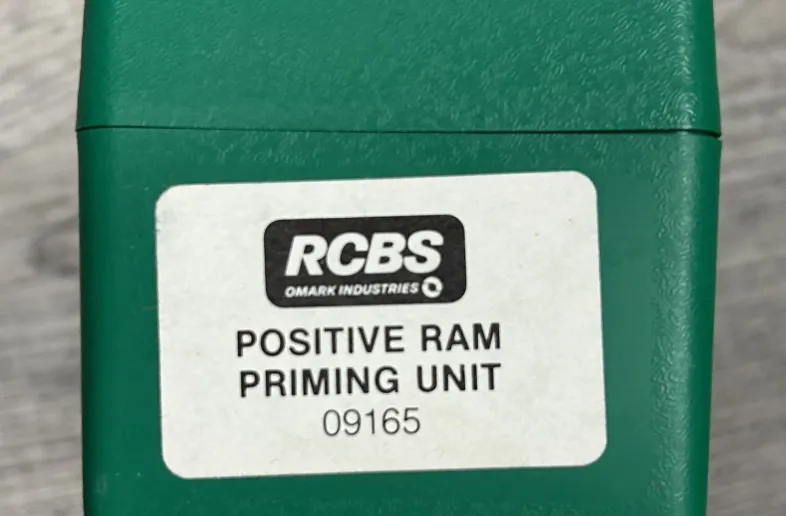 RCBS
OMARK INDUSTRIES
POSITIVE RAM
PRIMING UNIT
09165